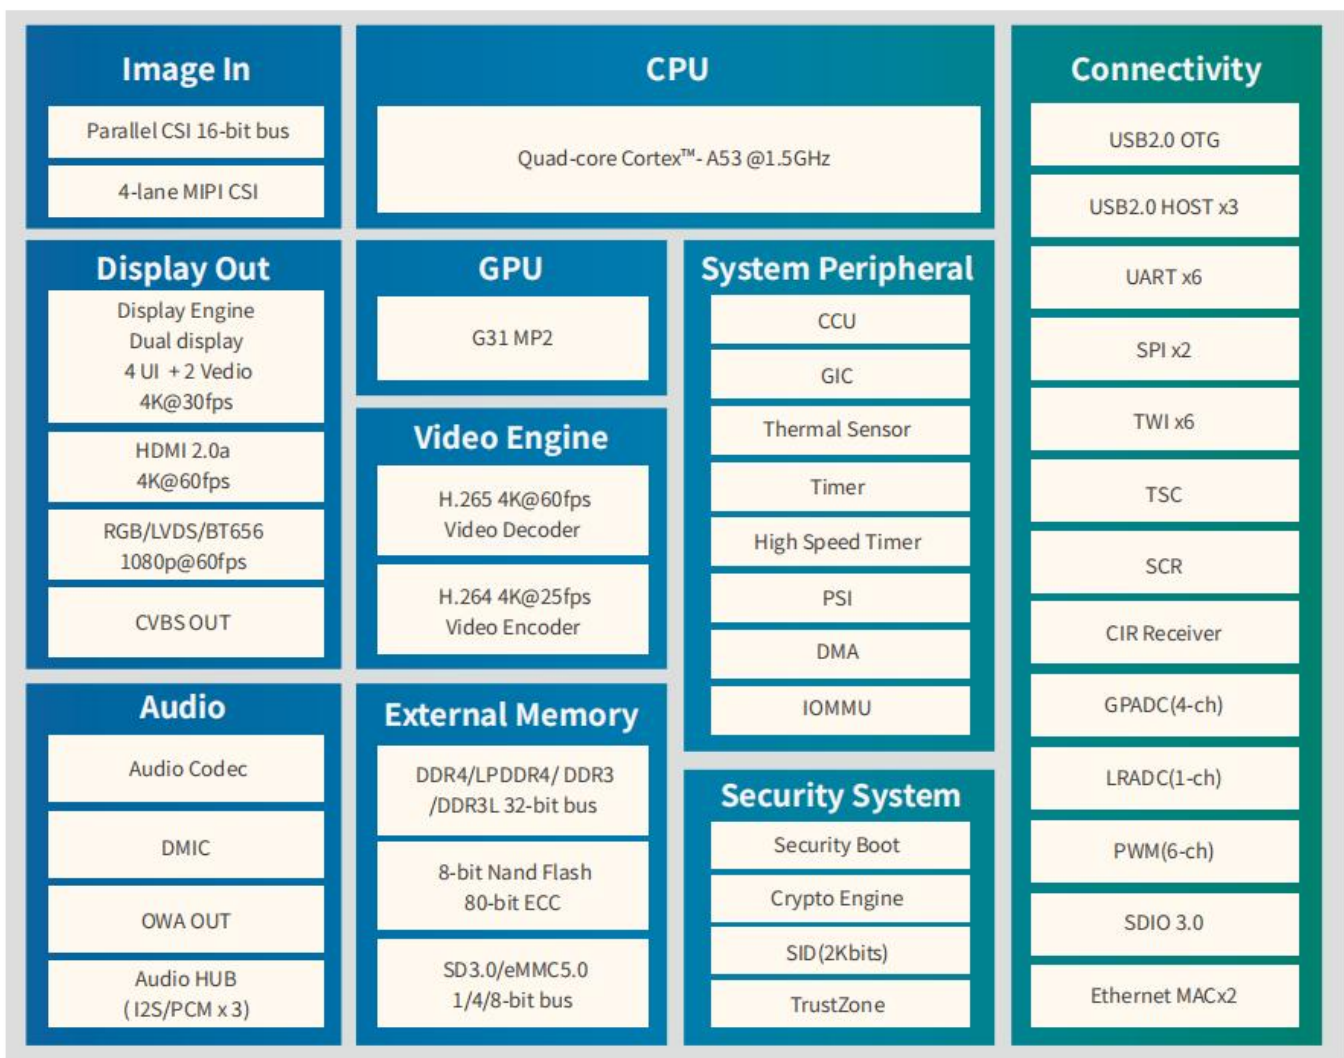 Image In
Parallel CSI 16-bit bus
4-lane MIPI CSI
CPU
Quad-core Cortex™- A53 @1.5GHz
Connectivity
USB2.0 OTG
USB2.0 HOST x3
UART x6
SPI x2
TWI x6
TSC
SCR
CIR Receiver
GPADC(4-ch)
LRADC(1-ch)
PWM(6-ch)
SDIO 3.0
Ethernet MACx2
Display Out
Display Engine
Dual display
4 UI + 2 Vedio
4K@30fps
HDMI 2.0a
4K@60fps
RGB/LVDS/BT656
1080p@60fps
CVBS OUT
GPU
G31 MP2
Video Engine
H.265 4K@60fps
Video Decoder
H.264 4K@25fps
Video Encoder
System Peripheral
CCU
GIC
Thermal Sensor
Timer
High Speed Timer
PSI
DMA
IOMMU
Audio
Audio Codec
DMIC
OWA OUT
Audio HUB
( I2S/PCM x 3)
External Memory
DDR4/LPDDR4/ DDR3
/DDR3L 32-bit bus
8-bit Nand Flash
80-bit ECC
SD3.0/eMMC5.0
1/4/8-bit bus
Security System
Security Boot
Crypto Engine
SID(2Kbits)
TrustZone